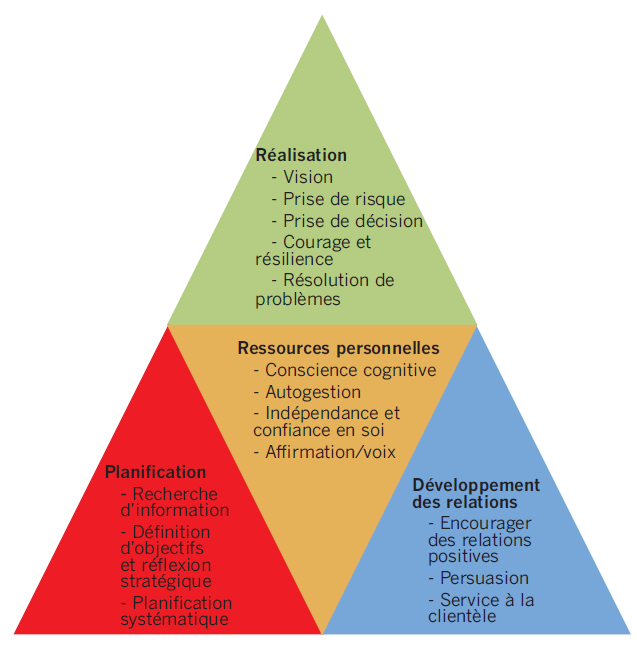 Réalisation
- Vision
- Prise de risque
- Prise de décision
- Courage et
résilience
- Résolution de
problèmes
Ressources personnelles
- Conscience cognitive
- Autogestion
- Indépendance et
confiance en soi
- Affirmation/voix
Planification
- Recherche
d'information
- Définition
d'objectifs
et réflexion
stratégique
- Planification
systématique
Développement
des relations
- Encourager
des relations
positives
- Persuasion
- Service à la
clientèle